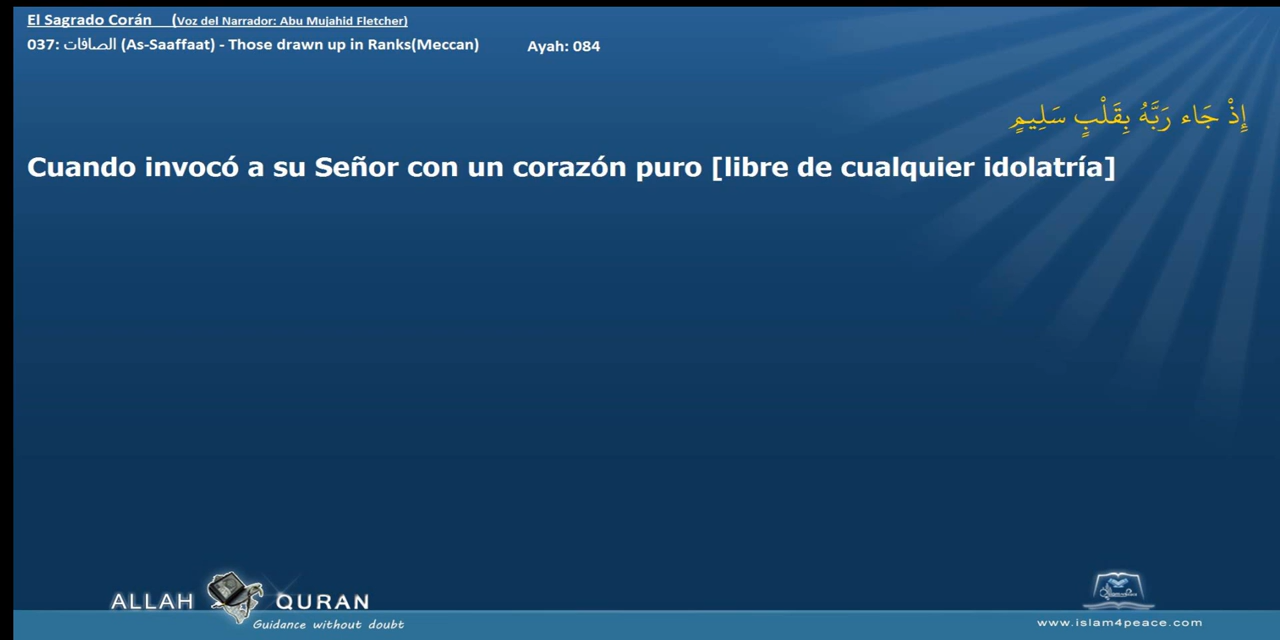 El Sagrado Corán (Voz del Narrador: Abu Mujahid Fletcher)
037: الصافات (As-Saaffaat) - Those drawn up in Ranks(Meccan) Ayah: 084
إِذْ جَاء رَبَّهُ بِقَلْبٍ سَلِيمٍ
Cuando invocó a su Señor con un corazón puro [libre de cualquier idolatría]
ALLAH QURAN
Guidance without doubt
www.islam4peace.com